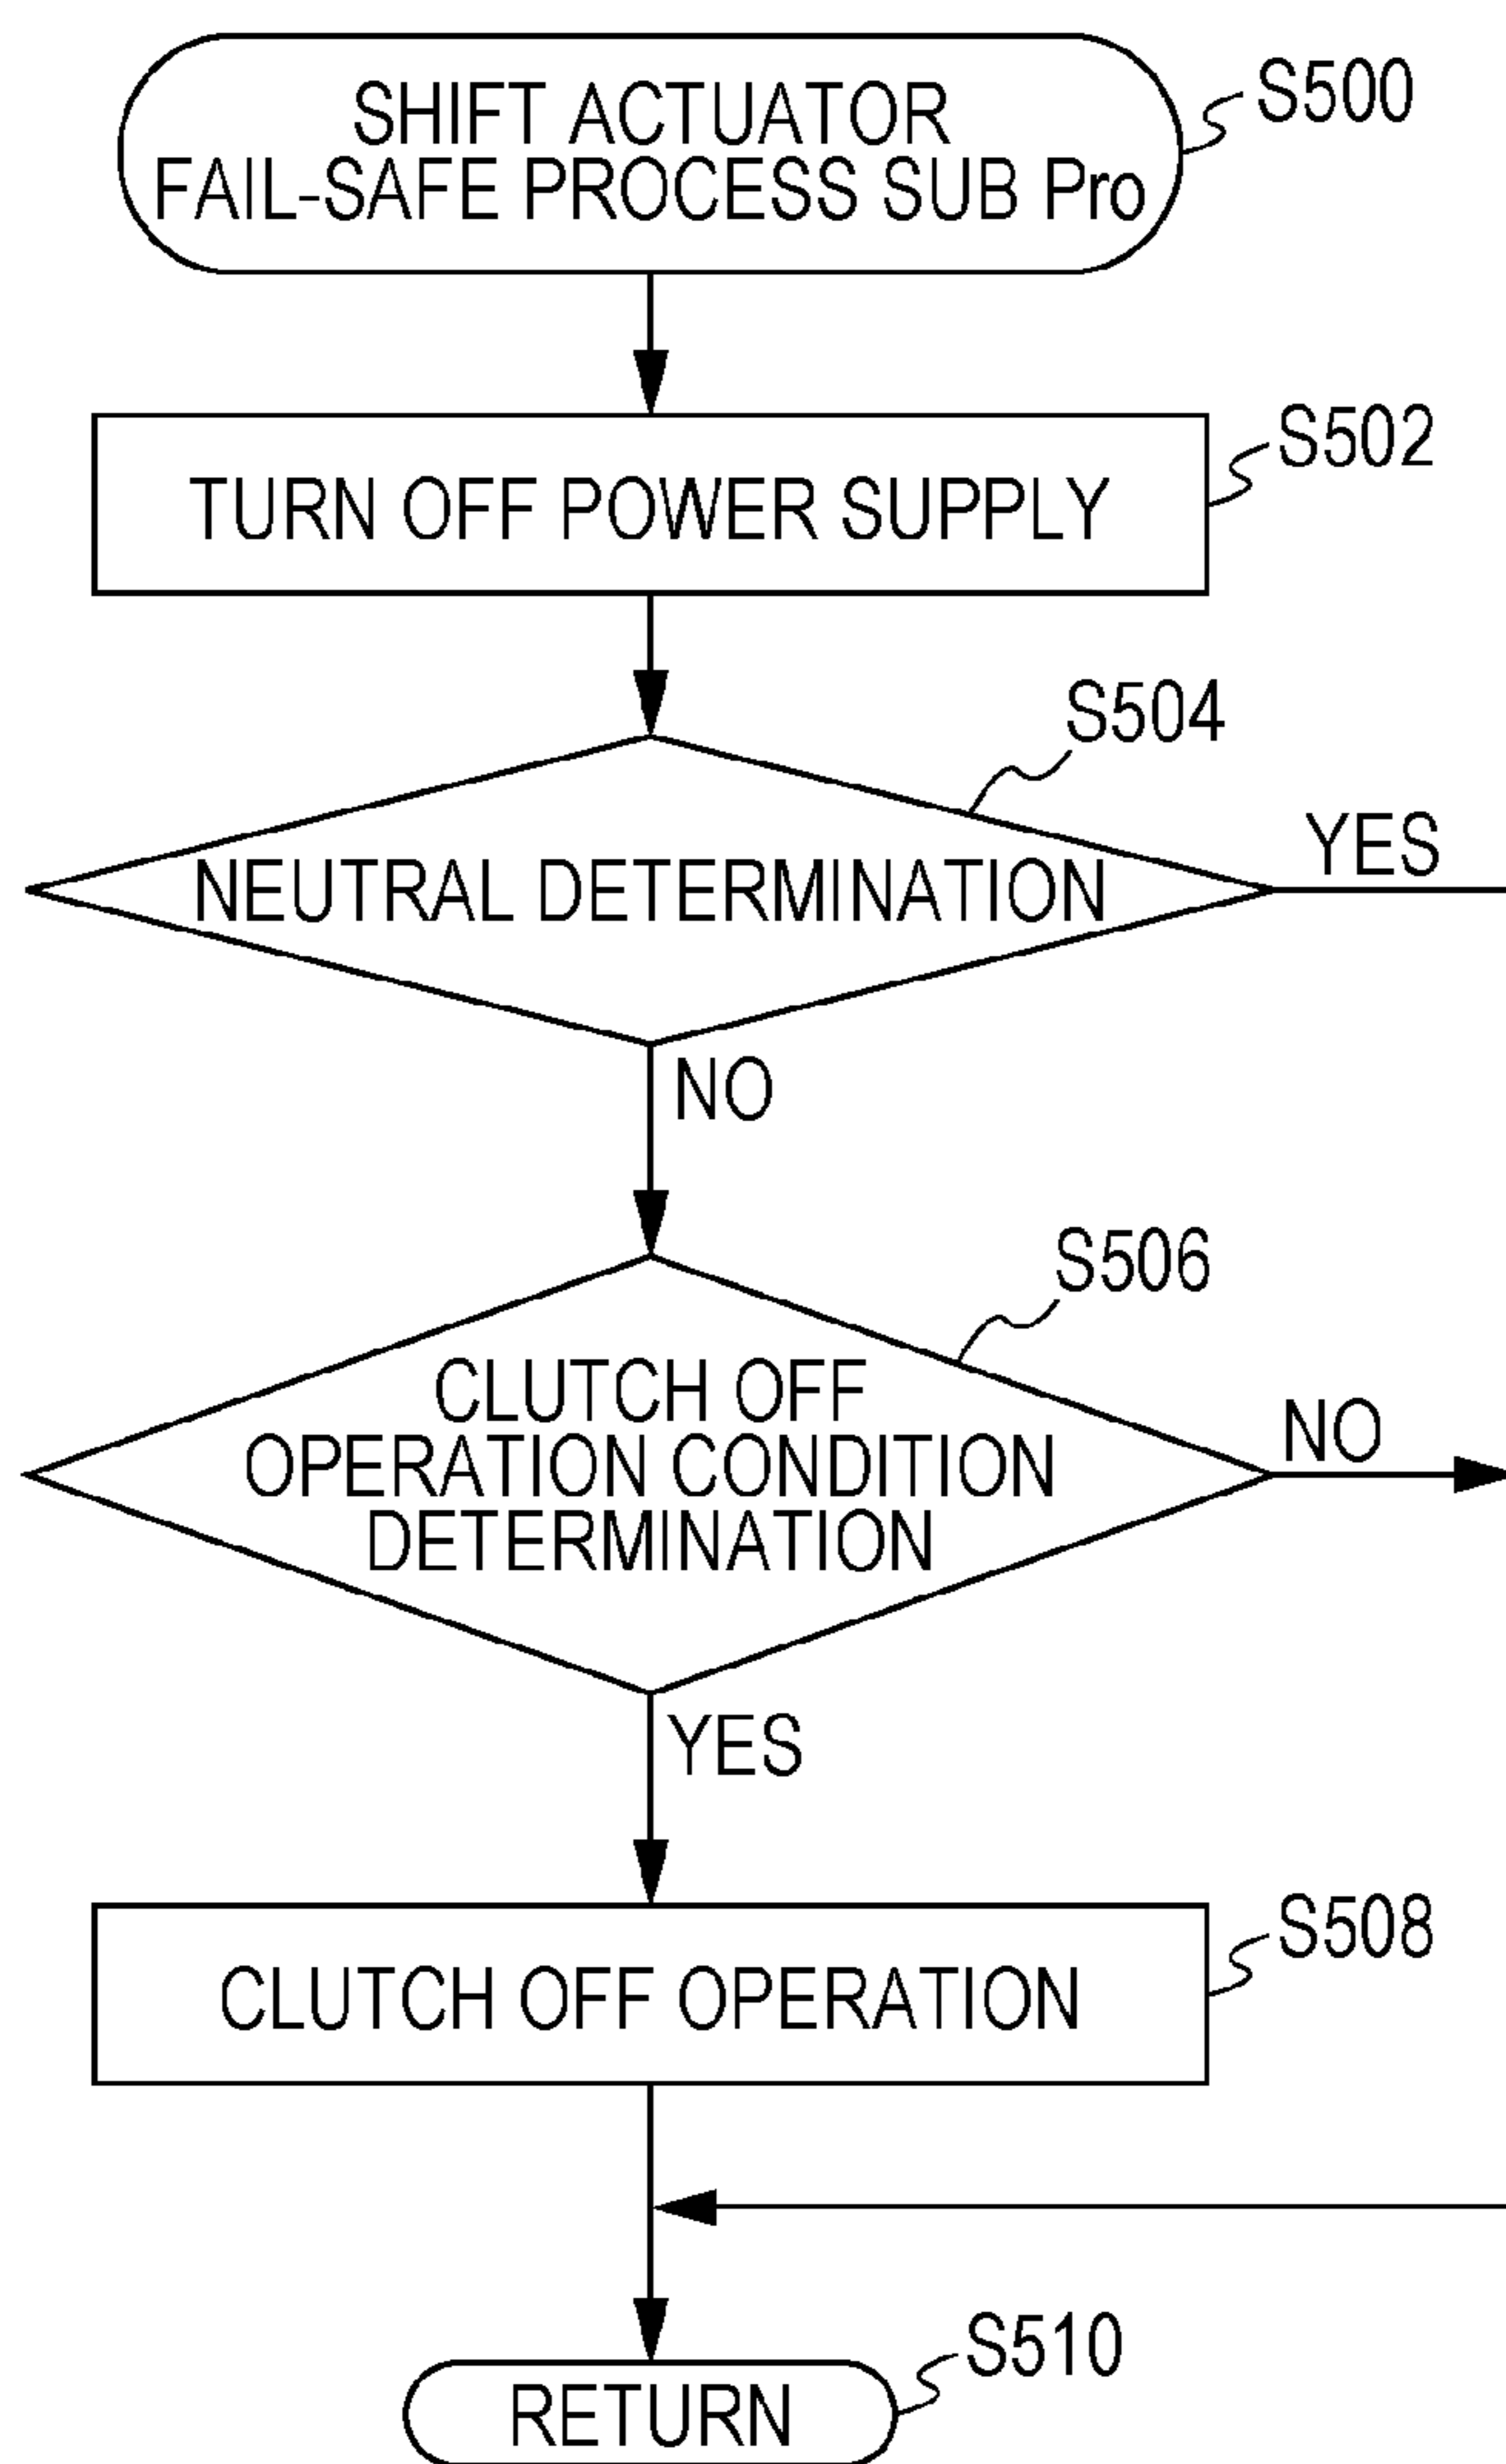 SHIFT ACTUATOR
FAIL-SAFE PROCESS SUB Pro
S500
TURN OFF POWER SUPPLY
S502
S504
NEUTRAL DETERMINATION
YES
NO
S506
CLUTCH OFF
OPERATION CONDITION
DETERMINATION
NO
YES
CLUTCH OFF OPERATION
S508
RETURN
S510